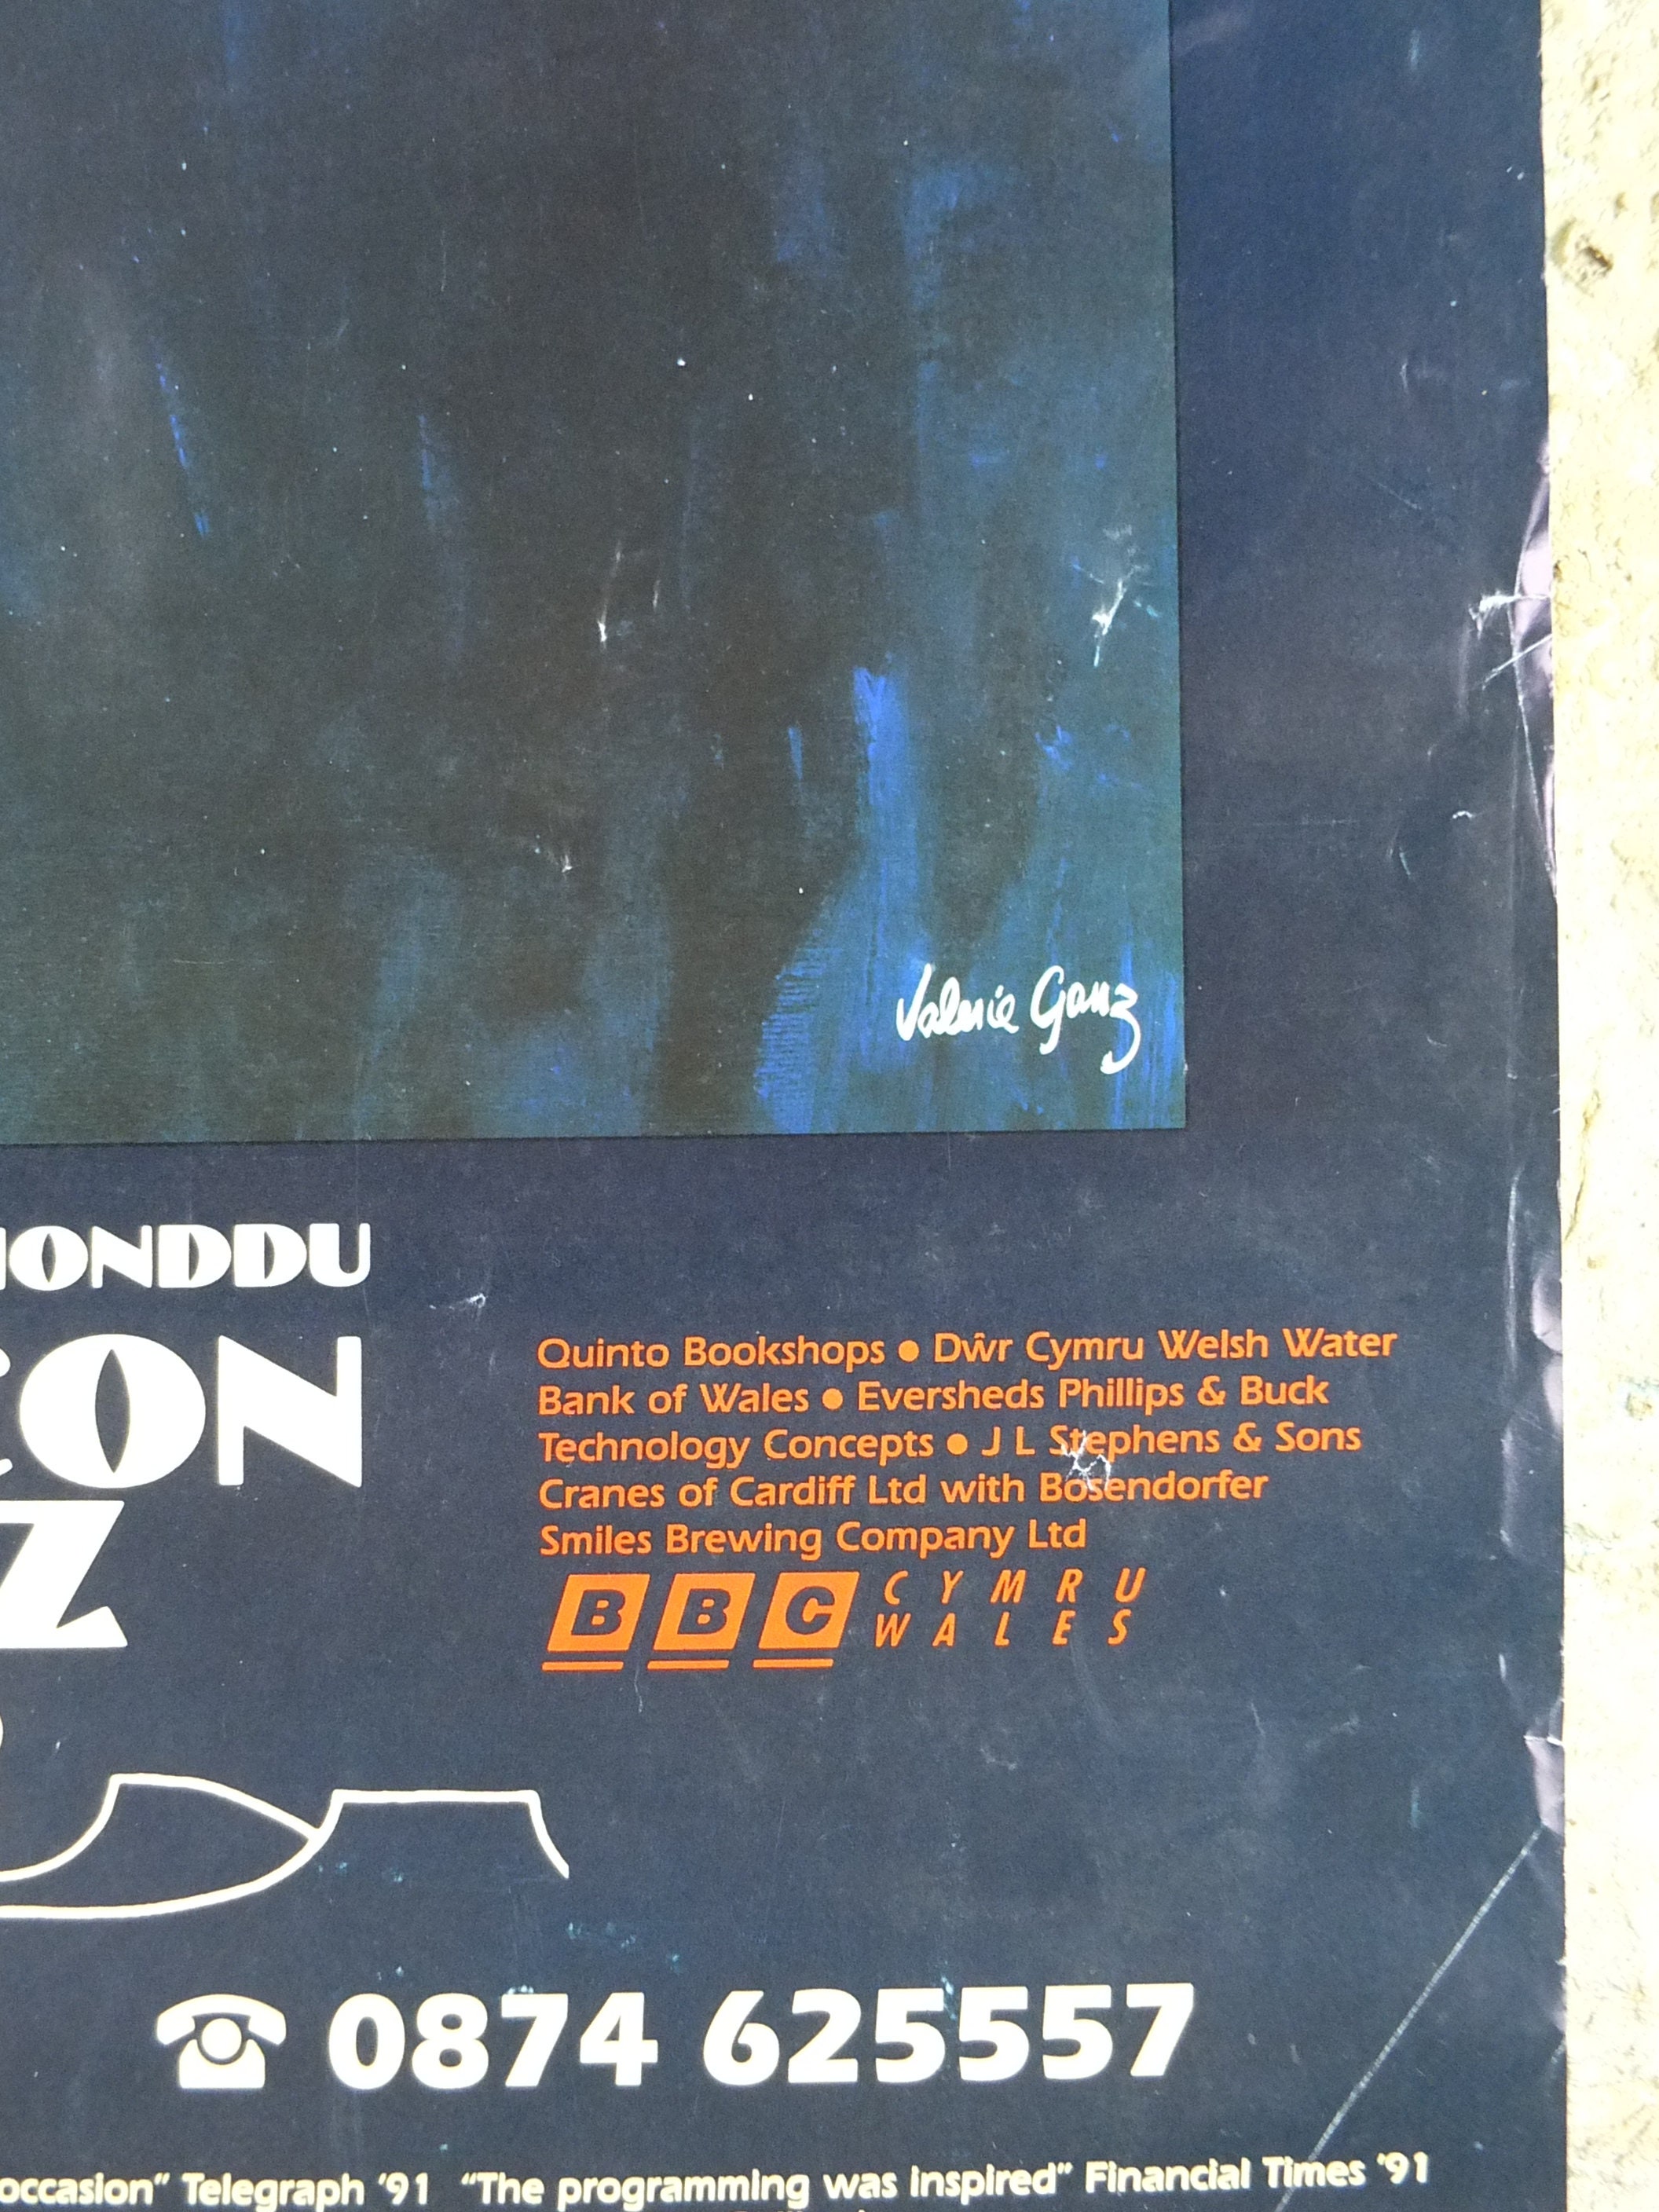 Valerie Ganz
HONDDU
CON
Z
Quinto Bookshops • Dŵr Cymru Welsh Water
Bank of Wales • Eversheds Phillips & Buck
Technology Concepts • J L Stephens & Sons
Cranes of Cardiff Ltd with Bosendorfer
Smiles Brewing Company Ltd
BBC CYMRU
WALES
0874 625557
occasion” Telegraph ’91 “The programming was inspired” Financial Times ’91